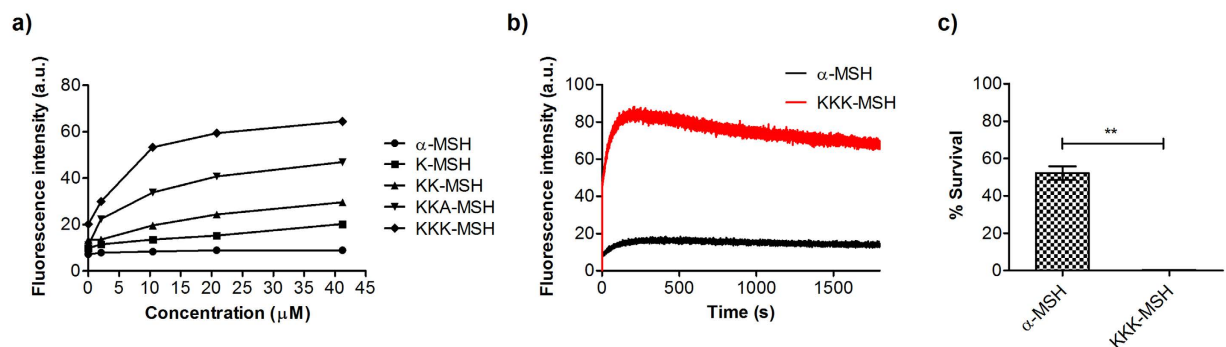 a)
Fluorescence intensity (a.u.)
80
60
40
20
0
0 5 10 15 20 25 30 35 40 45
Concentration (μM)
α-MSH
K-MSH
KK-MSH
KKA-MSH
KKK-MSH
b)
Fluorescence intensity (a.u.)
100
80
60
40
20
0
0 500 1000 1500
Time (s)
α-MSH
KKK-MSH
c)
% Survival
100
80
60
40
20
0
**
α-MSH
KKK-MSH